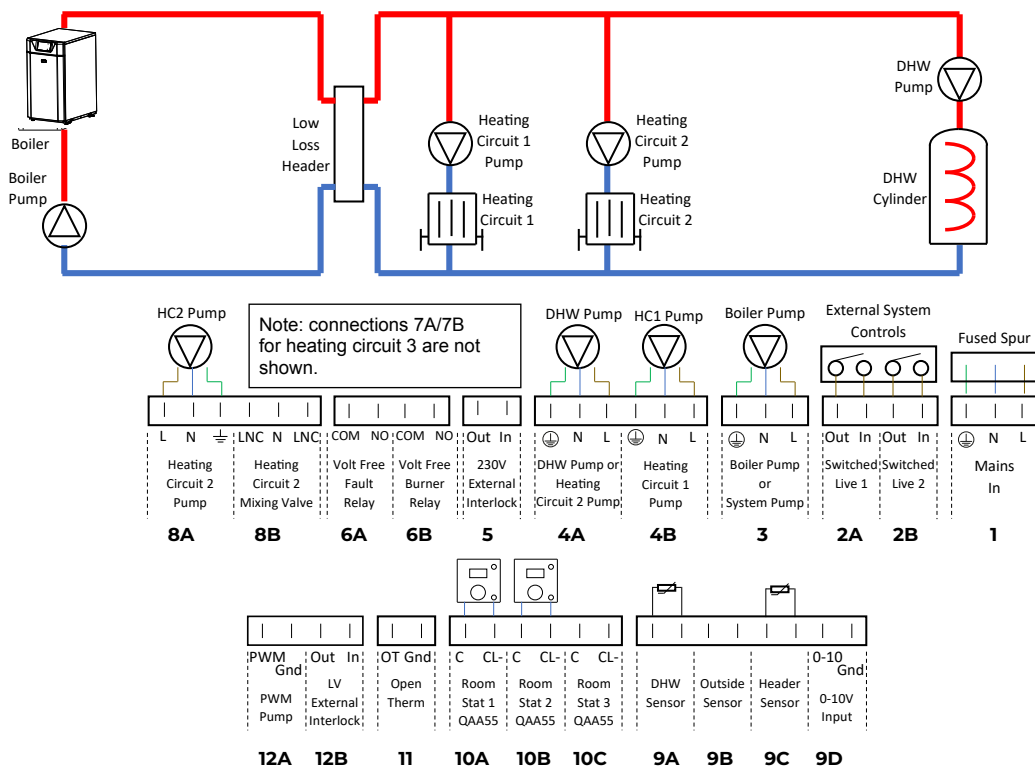 Boiler
Boiler
Pump
Low
Loss
Header
Heating
Circuit 1
Pump
Heating
Circuit 1
Heating
Circuit 2
Pump
Heating
Circuit 2
DHW
Pump
DHW
Cylinder
HC2 Pump
Note: connections 7A/7B
for heating circuit 3 are not
shown.
DHW Pump
HC1 Pump
Boiler Pump
External System
Controls
Fused Spur
L N
LNC N LNC
COM NO
COM NO
Out In
N L
N L
N L
Out In
Out In
N L
Heating
Circuit 2
Pump
Heating
Circuit 2
Mixing Valve
Volt Free
Fault
Relay
Volt Free
Burner
Relay
230V
External
Interlock
DHW Pump or
Heating
Circuit 2 Pump
Heating
Circuit 1
Pump
Boiler Pump
or
System Pump
Switched
Live 1
Switched
Live 2
Mains
In
8A 8B 6A 6B 5 4A 4B 3 2A 2B 1
PWM
Gnd
Out In
OT Gnd
C CL-
C CL-
C CL-
0-10
Gnd
PWM
Pump
LV
External
Interlock
Open
Therm
Room
Stat 1
QAA55
Room
Stat 2
QAA55
Room
Stat 3
QAA55
DHW
Sensor
Outside
Sensor
Header
Sensor
0-10V
Input
12A 12B 11 10A 10B 10C 9A 9B 9C 9D